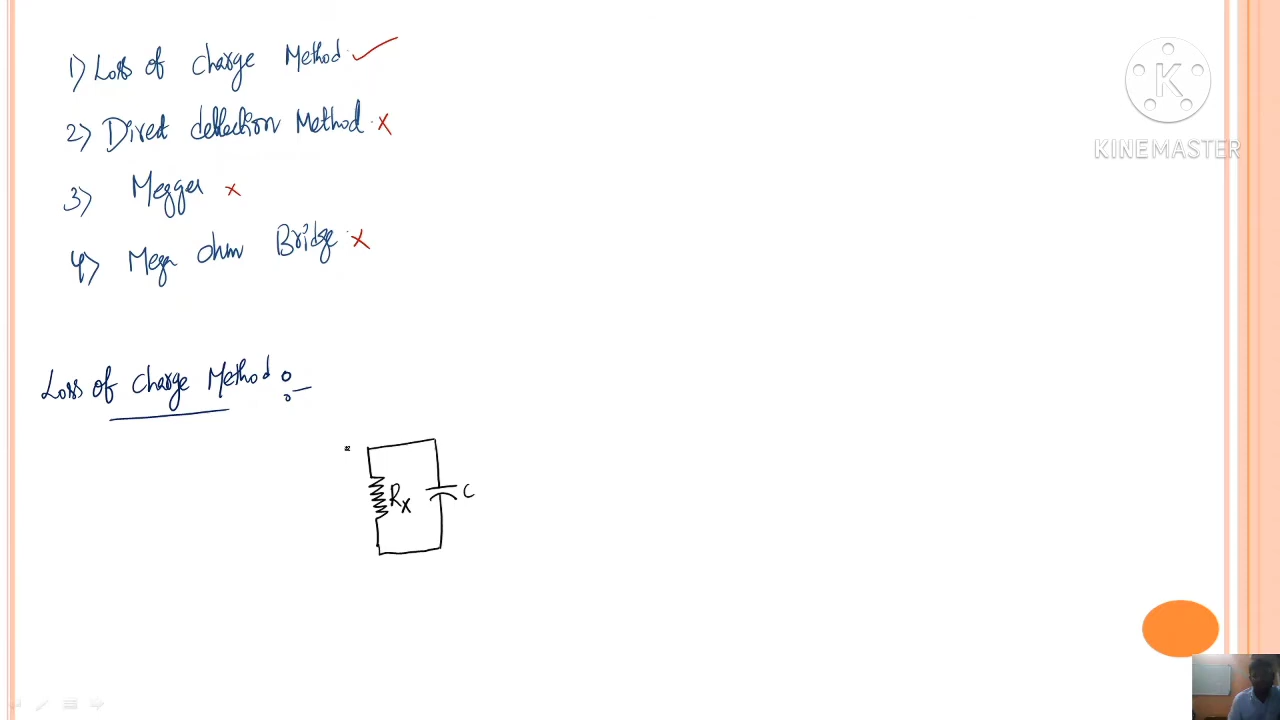 1) Loss of charge Method ✓
2) Direct deflection Method ×
3) Megger ×
4) Mega ohm Bridge ×
Loss of Charge Method :-
Rx
C
K
KINEMASTER